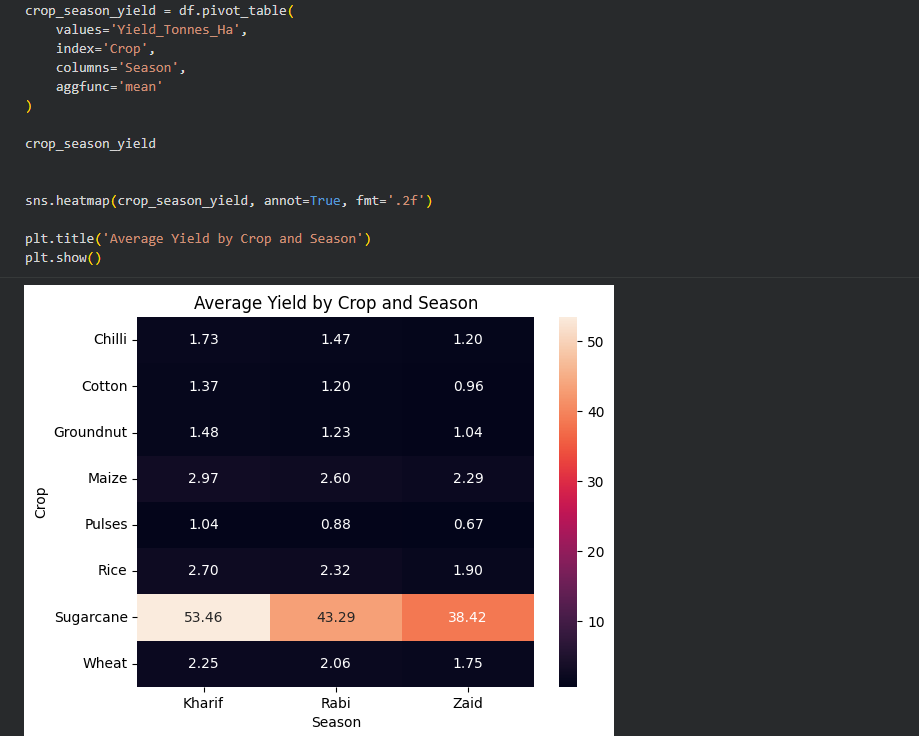 crop_season_yield = df.pivot_table(
    values='Yield_Tonnes_Ha',
    index='Crop',
    columns='Season',
    aggfunc='mean'
)
crop_season_yield
sns.heatmap(crop_season_yield, annot=True, fmt='.2f')
plt.title('Average Yield by Crop and Season')
plt.show()
Average Yield by Crop and Season
Chilli 1.73 1.47 1.20
Cotton 1.37 1.20 0.96
Groundnut 1.48 1.23 1.04
Maize 2.97 2.60 2.29
Pulses 1.04 0.88 0.67
Rice 2.70 2.32 1.90
Sugarcane 53.46 43.29 38.42
Wheat 2.25 2.06 1.75
Kharif Rabi Zaid
Season
Crop
50
40
30
20
10